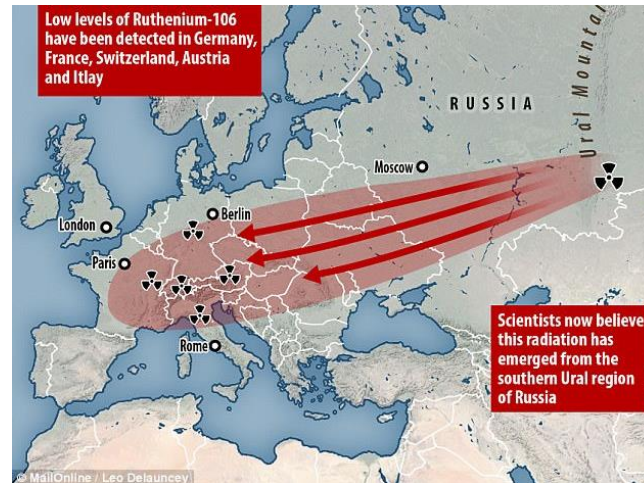 Low levels of Ruthenium-106
have been detected in Germany,
France, Switzerland, Austria
and Itlay
Ural Mountai
RUSSIA
Moscow
Berlin
London
Paris
Rome
Scientists now believe
this radiation has
emerged from the
southern Ural region
of Russia
© MailOnline / Leo Delauncey